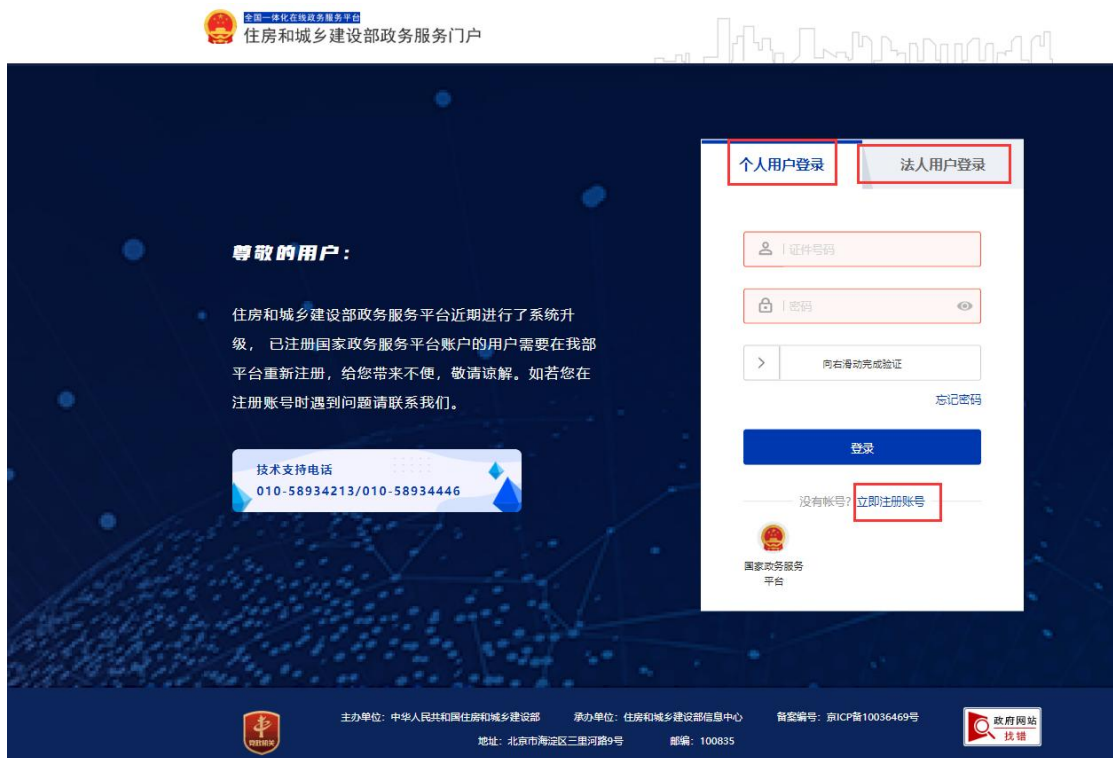 全国一体化在线政务服务平台
住房和城乡建设部政务服务门户
个人用户登录
法人用户登录
尊敬的用户：
住房和城乡建设部政务服务平台近期进行了系统升
级， 已注册国家政务服务平台账户的用户需要在我部
平台重新注册，给您带来不便，敬请谅解。如若您在
注册账号时遇到问题请联系我们。
技术支持电话
010-58934213/010-58934446
证件号码
密码
向右滑动完成验证
忘记密码
登录
没有帐号? 立即注册账号
国家政务服务
平台
主办单位：中华人民共和国住房和城乡建设部 承办单位：住房和城乡建设部信息中心 备案编号：京ICP备10036469号
地址：北京市海淀区三里河路9号 邮编：100835
党政机关
政府网站
找错